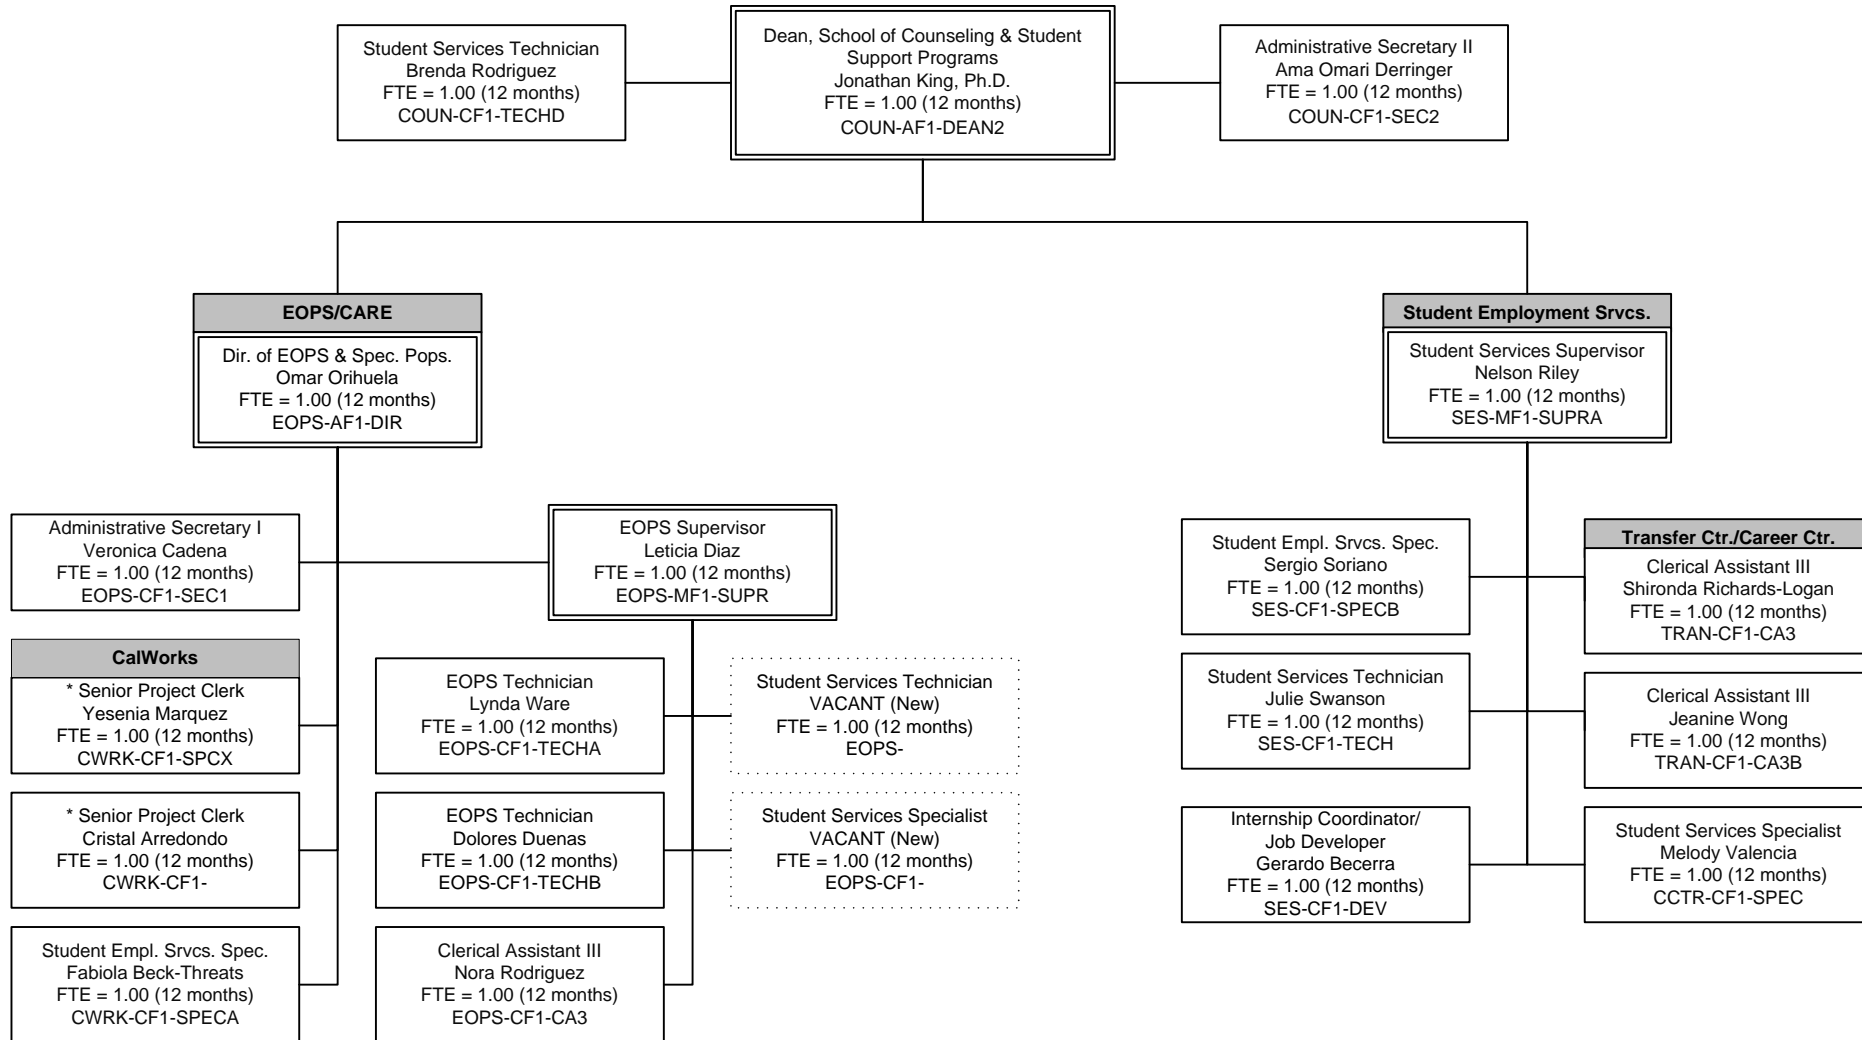 Student Services Technician
Brenda Rodriguez
FTE = 1.00 (12 months)
COUN-CF1-TECHD
Dean, School of Counseling & Student
Support Programs
Jonathan King, Ph.D.
FTE = 1.00 (12 months)
COUN-AF1-DEAN2
Administrative Secretary II
Ama Omari Derringer
FTE = 1.00 (12 months)
COUN-CF1-SEC2
EOPS/CARE
Dir. of EOPS & Spec. Pops.
Omar Orihuela
FTE = 1.00 (12 months)
EOPS-AF1-DIR
Administrative Secretary I
Veronica Cadena
FTE = 1.00 (12 months)
EOPS-CF1-SEC1
CalWorks
* Senior Project Clerk
Yesenia Marquez
FTE = 1.00 (12 months)
CWRK-CF1-SPCX
* Senior Project Clerk
Cristal Arredondo
FTE = 1.00 (12 months)
CWRK-CF1-
Student Empl. Srvcs. Spec.
Fabiola Beck-Threats
FTE = 1.00 (12 months)
CWRK-CF1-SPECA
EOPS Supervisor
Leticia Diaz
FTE = 1.00 (12 months)
EOPS-MF1-SUPR
EOPS Technician
Lynda Ware
FTE = 1.00 (12 months)
EOPS-CF1-TECHA
EOPS Technician
Dolores Duenas
FTE = 1.00 (12 months)
EOPS-CF1-TECHB
Clerical Assistant III
Nora Rodriguez
FTE = 1.00 (12 months)
EOPS-CF1-CA3
Student Services Technician
VACANT (New)
FTE = 1.00 (12 months)
EOPS-
Student Services Specialist
VACANT (New)
FTE = 1.00 (12 months)
EOPS-CF1-
Student Employment Srvcs.
Student Services Supervisor
Nelson Riley
FTE = 1.00 (12 months)
SES-MF1-SUPRA
Student Empl. Srvcs. Spec.
Sergio Soriano
FTE = 1.00 (12 months)
SES-CF1-SPECB
Student Services Technician
Julie Swanson
FTE = 1.00 (12 months)
SES-CF1-TECH
Internship Coordinator/
Job Developer
Gerardo Becerra
FTE = 1.00 (12 months)
SES-CF1-DEV
Transfer Ctr./Career Ctr.
Clerical Assistant III
Shironda Richards-Logan
FTE = 1.00 (12 months)
TRAN-CF1-CA3
Clerical Assistant III
Jeanine Wong
FTE = 1.00 (12 months)
TRAN-CF1-CA3B
Student Services Specialist
Melody Valencia
FTE = 1.00 (12 months)
CCTR-CF1-SPEC